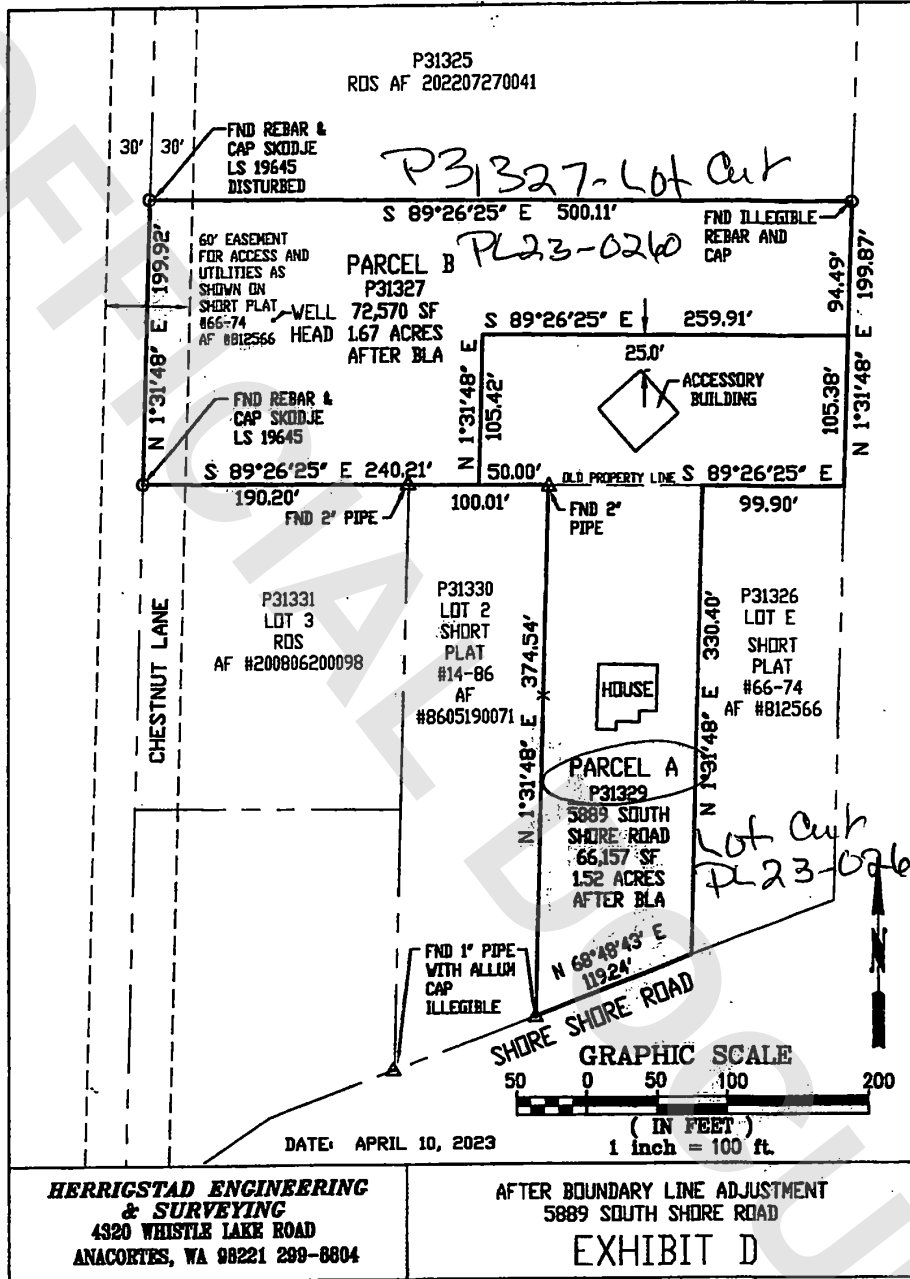 P31325
ROS AF 202207270041
30' 30'
FND REBAR &
CAP SKODJE
LS 19645
DISTURBED
P31327-Lot Cert
S 89°26'25" E 500.11'
PL23-0260
FND ILLEGIBLE
REBAR AND
CAP
N 1°31'48" E 199.92'
60' EASEMENT
FOR ACCESS AND
UTILITIES AS
SHOWN ON
SHORT PLAT
#66-74
AF #812566
WELL
HEAD
PARCEL B
P31327
72,570 SF
1.67 ACRES
AFTER BLA
94.49'
N 1°31'48" E 199.87'
S 89°26'25" E 259.91'
25.0'
ACCESSORY
BUILDING
N 1°31'48" E
105.42'
105.38'
FND REBAR &
CAP SKODJE
LS 19645
S 89°26'25" E 240.21'
50.00'
OLD PROPERTY LINE
S 89°26'25" E
190.20'
FND 2" PIPE
100.01'
FND 2"
PIPE
99.90'
CHESTNUT LANE
P31331
LOT 3
ROS
AF #200806200098
P31330
LOT 2
SHORT
PLAT
#14-86
AF
#8605190071
N 1°31'48" E 374.54'
HOUSE
N 1°31'48" E 330.40'
P31326
LOT E
SHORT
PLAT
#66-74
AF #812566
PARCEL A
P31329
5889 SOUTH
SHORE ROAD
66,157 SF
1.52 ACRES
AFTER BLA
Lot Cert
PL23-026
FND 1" PIPE
WITH ALLUM
CAP
ILLEGIBLE
N 68°48'43" E
119.24'
SHORE SHORE ROAD
N
GRAPHIC SCALE
50 0 50 100 200
( IN FEET )
1 inch = 100 ft.
DATE: APRIL 10, 2023
HERRIGSTAD ENGINEERING
& SURVEYING
4320 WHISTLE LAKE ROAD
ANACORTES, WA 98221 299-8804
AFTER BOUNDARY LINE ADJUSTMENT
5889 SOUTH SHORE ROAD
EXHIBIT D